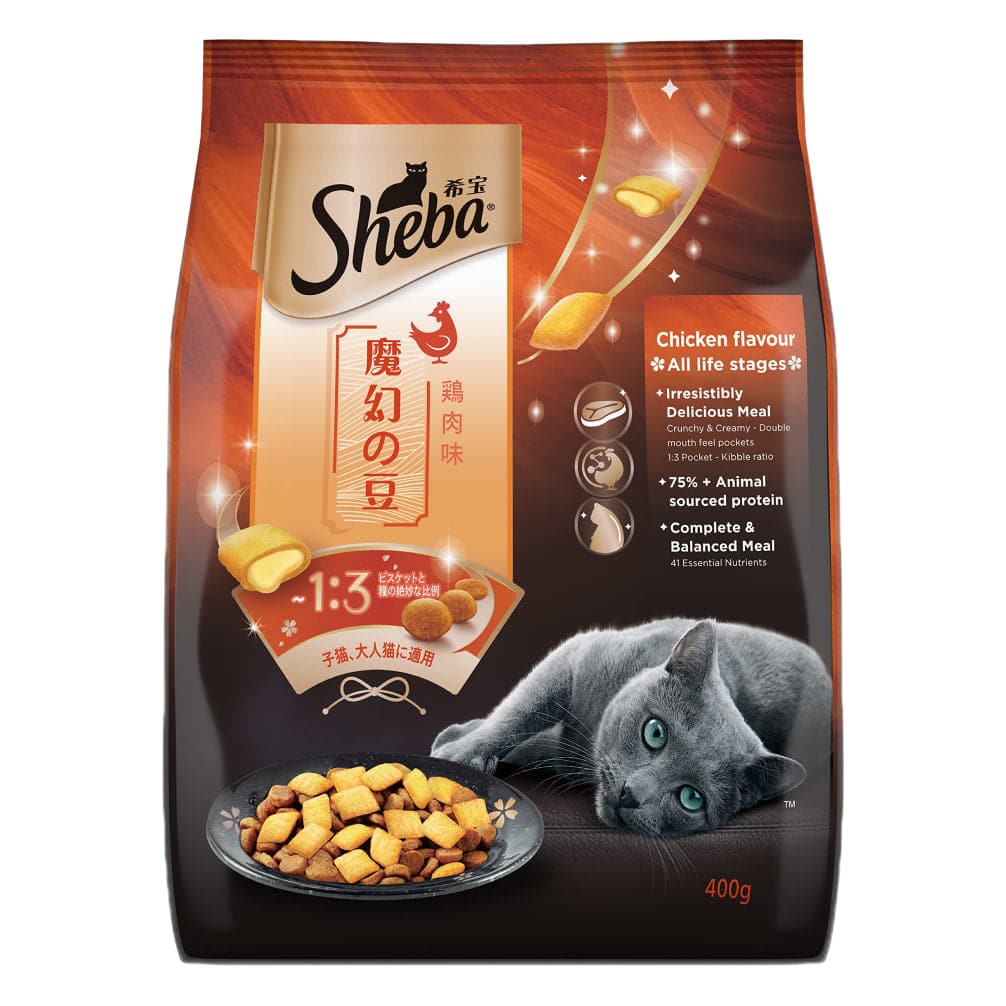 希宝
Sheba®
魔幻の豆
鶏肉味
~1:3
ビスケットと
種の絶妙な比例
子猫、大人猫に適用
Chicken flavour
All life stages
Irresistibly
Delicious Meal
Crunchy & Creamy - Double
mouth feel pockets
1:3 Pocket - Kibble ratio
75% + Animal
sourced protein
Complete &
Balanced Meal
41 Essential Nutrients
TM
400g